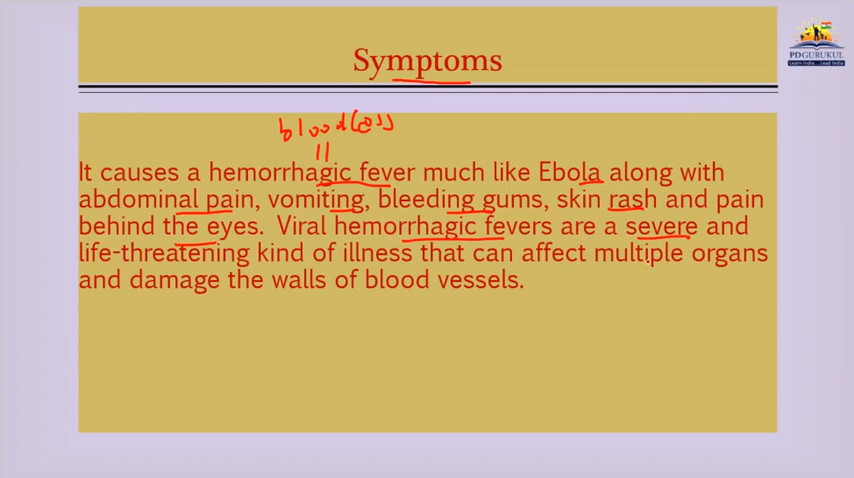 PDGURUKUL
Learn India.....Lead India
Symptoms
blood loss
It causes a hemorrhagic fever much like Ebola along with
abdominal pain, vomiting, bleeding gums, skin rash and pain
behind the eyes. Viral hemorrhagic fevers are a severe and
life-threatening kind of illness that can affect multiple organs
and damage the walls of blood vessels.